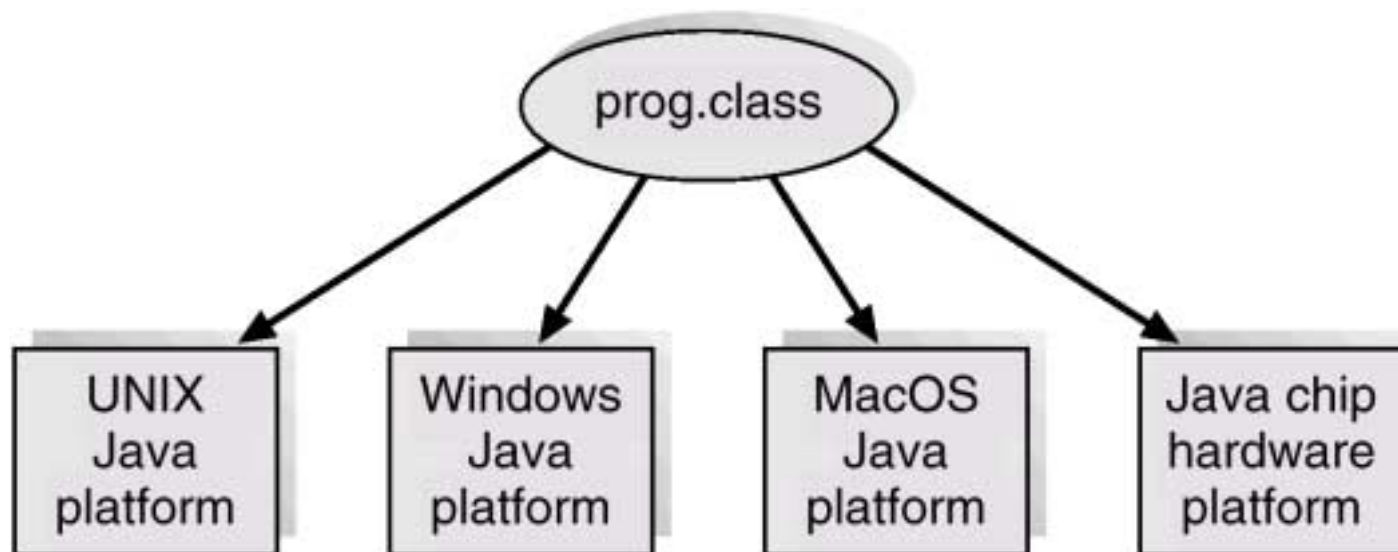 prog.class
UNIX
Java
platform
Windows
Java
platform
MacOS
Java
platform
Java chip
hardware
platform